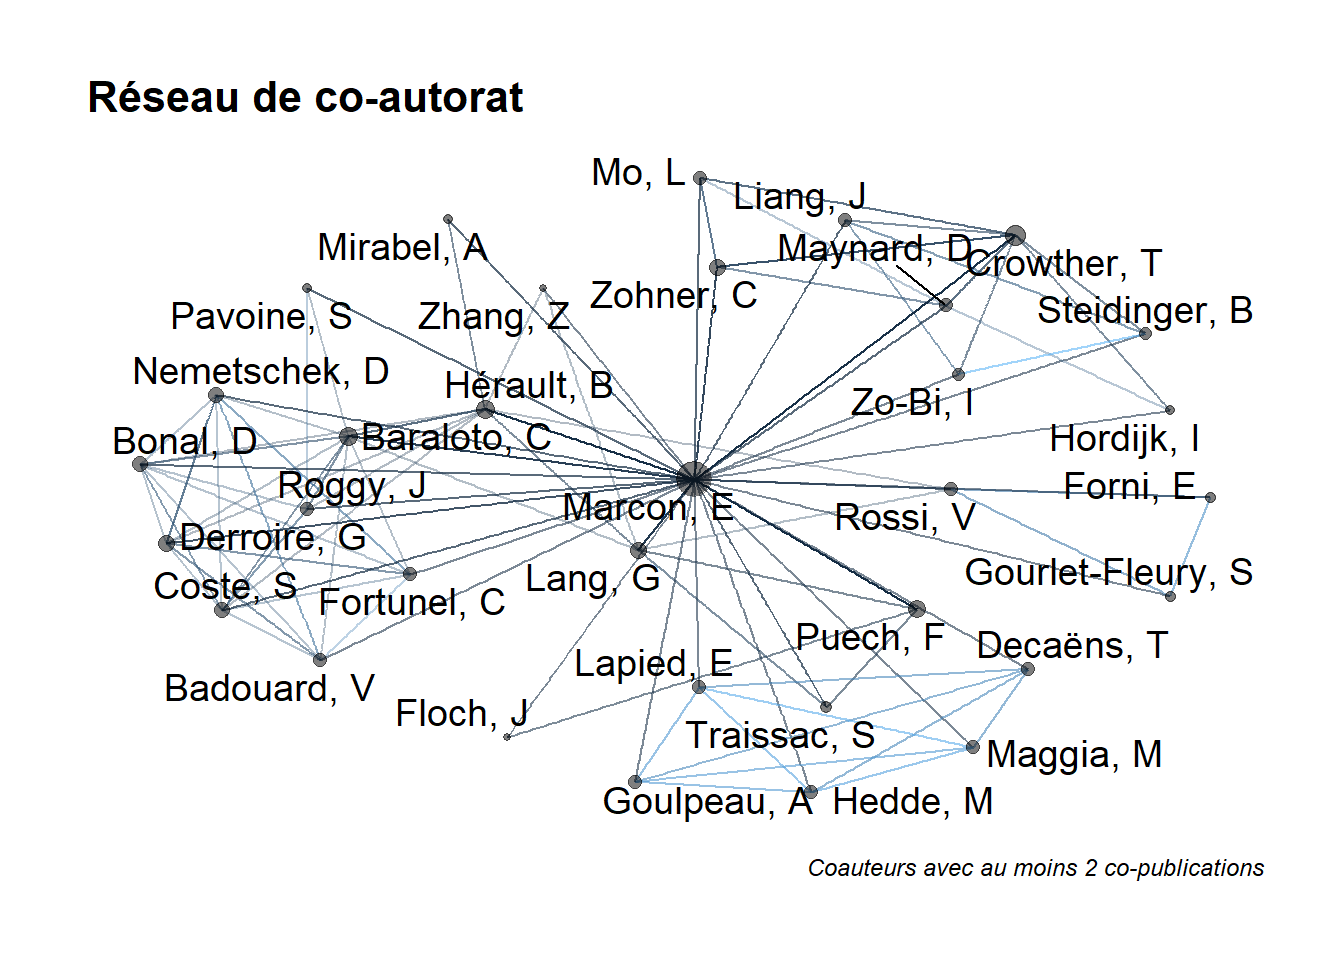 Réseau de co-autorat
Mo, L
Liang, J
Mirabel, A
Maynard, D
Crowther, T
Zohner, C
Pavoine, S
Zhang, Z
Steidinger, B
Nemetschek, D
Hérault, B
Zo-Bi, I
Bonal, D
Baraloto, C
Hordijk, I
Roggy, J
Forni, E
Marcon, E
Rossi, V
Derroire, G
Coste, S
Lang, G
Gourlet-Fleury, S
Fortunel, C
Puech, F
Decaëns, T
Lapied, E
Badouard, V
Floch, J
Traissac, S
Maggia, M
Goulpeau, A
Hedde, M
Coauteurs avec au moins 2 co-publications